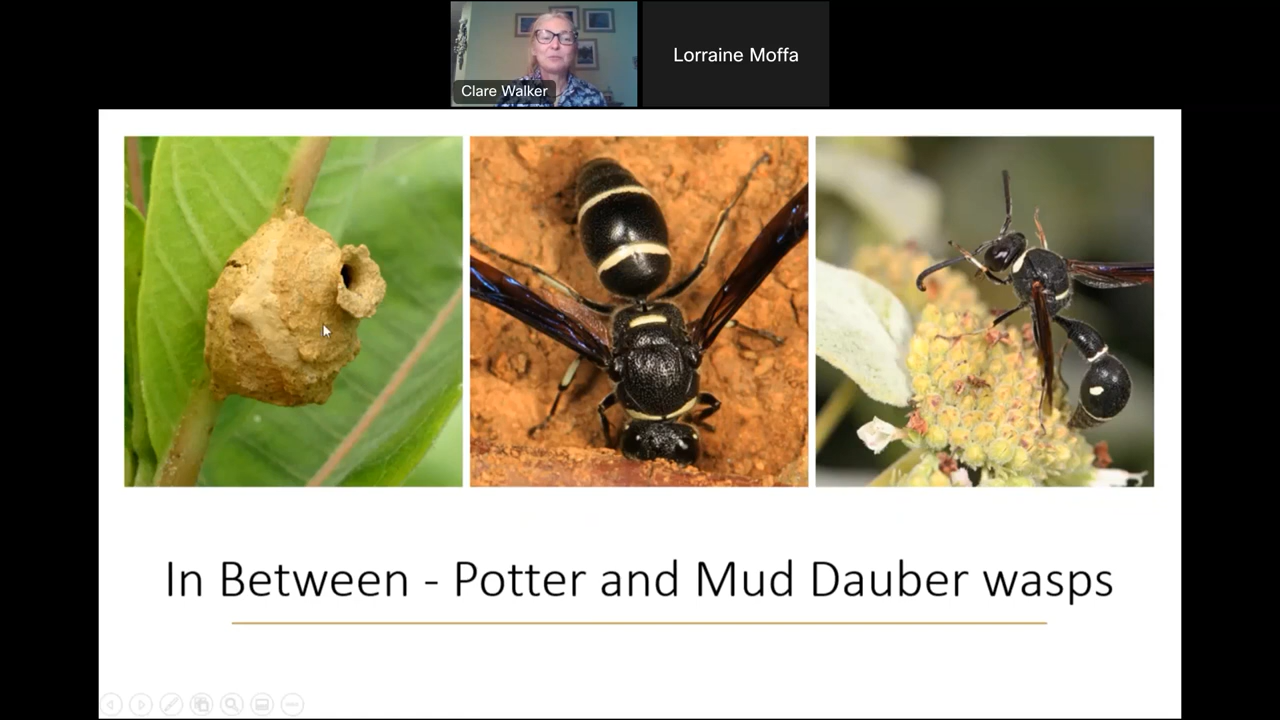 Clare Walker
Lorraine Moffa
In Between - Potter and Mud Dauber wasps